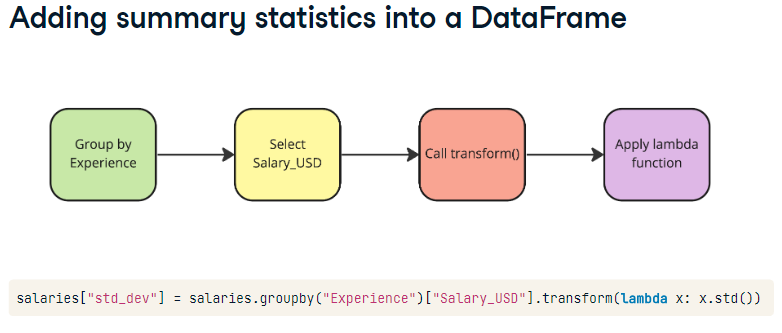 Adding summary statistics into a DataFrame
Group by
Experience
Select
Salary_USD
Call transform()
Apply lambda
function
salaries["std_dev"] = salaries.groupby("Experience")["Salary_USD"].transform(lambda x: x.std())